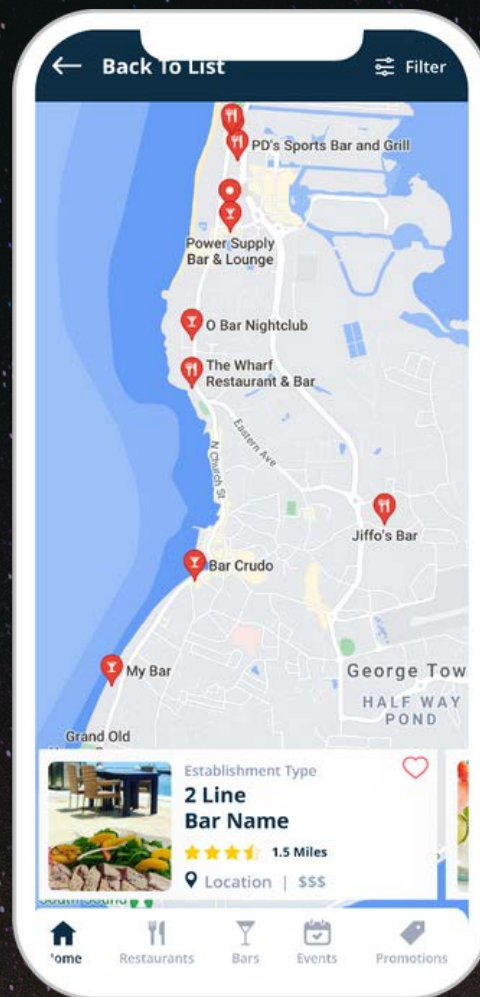 Back To List
Filter
PD's Sports Bar and Grill
Power Supply
Bar & Lounge
O Bar Nightclub
The Wharf
Restaurant & Bar
Eastern Ave
N Church St
Jiffo's Bar
Bar Crudo
My Bar
George Tow
HALF WAY
POND
Grand Old
Establishment Type
2 Line
Bar Name
1.5 Miles
Location | $$$
South Sound
ome
Restaurants
Bars
Events
Promotions